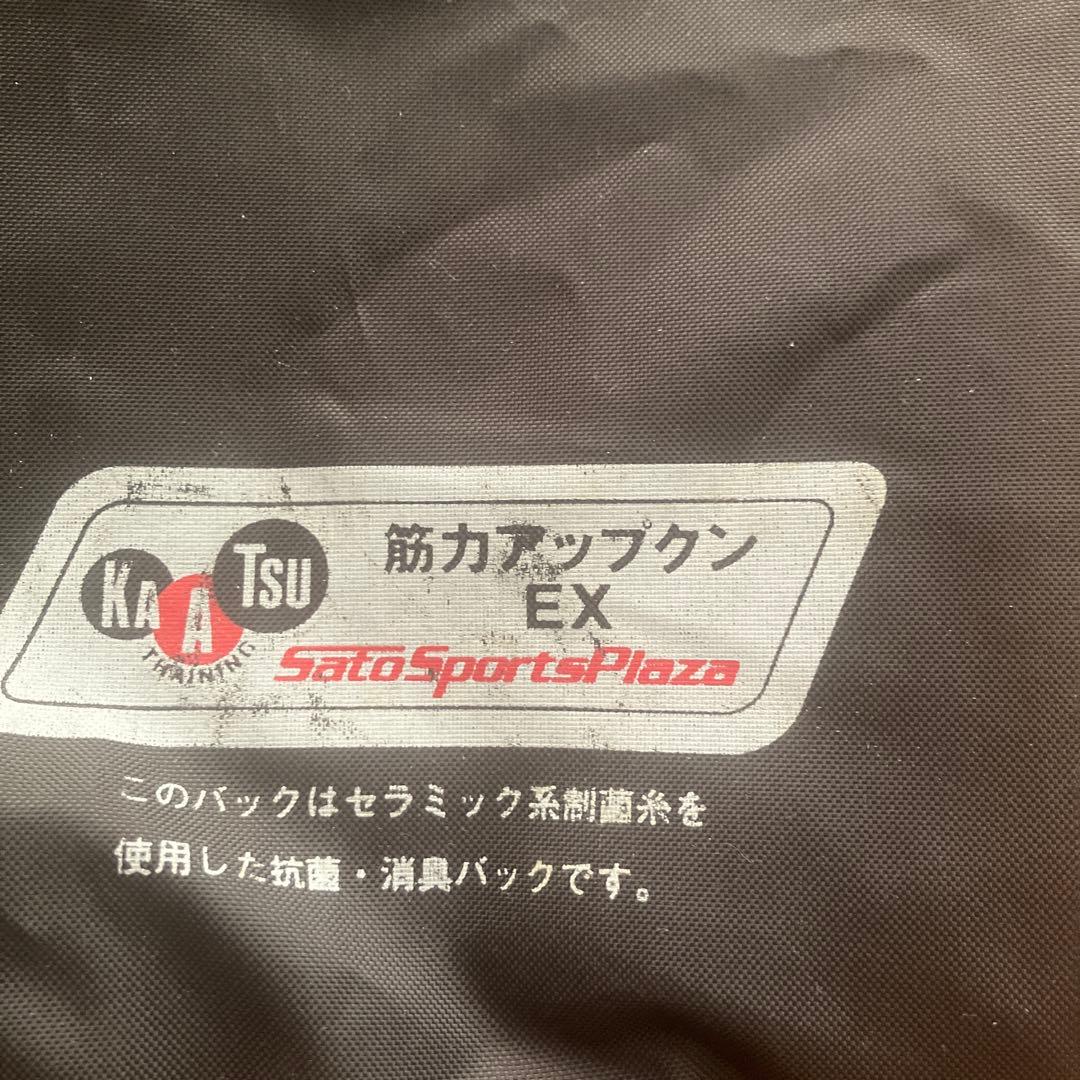 KAATSU
TRAINING
筋力アップクン
EX
SatoSportsPlaza
このバックはセラミック系制菌糸を
使用した抗菌・消臭バックです。